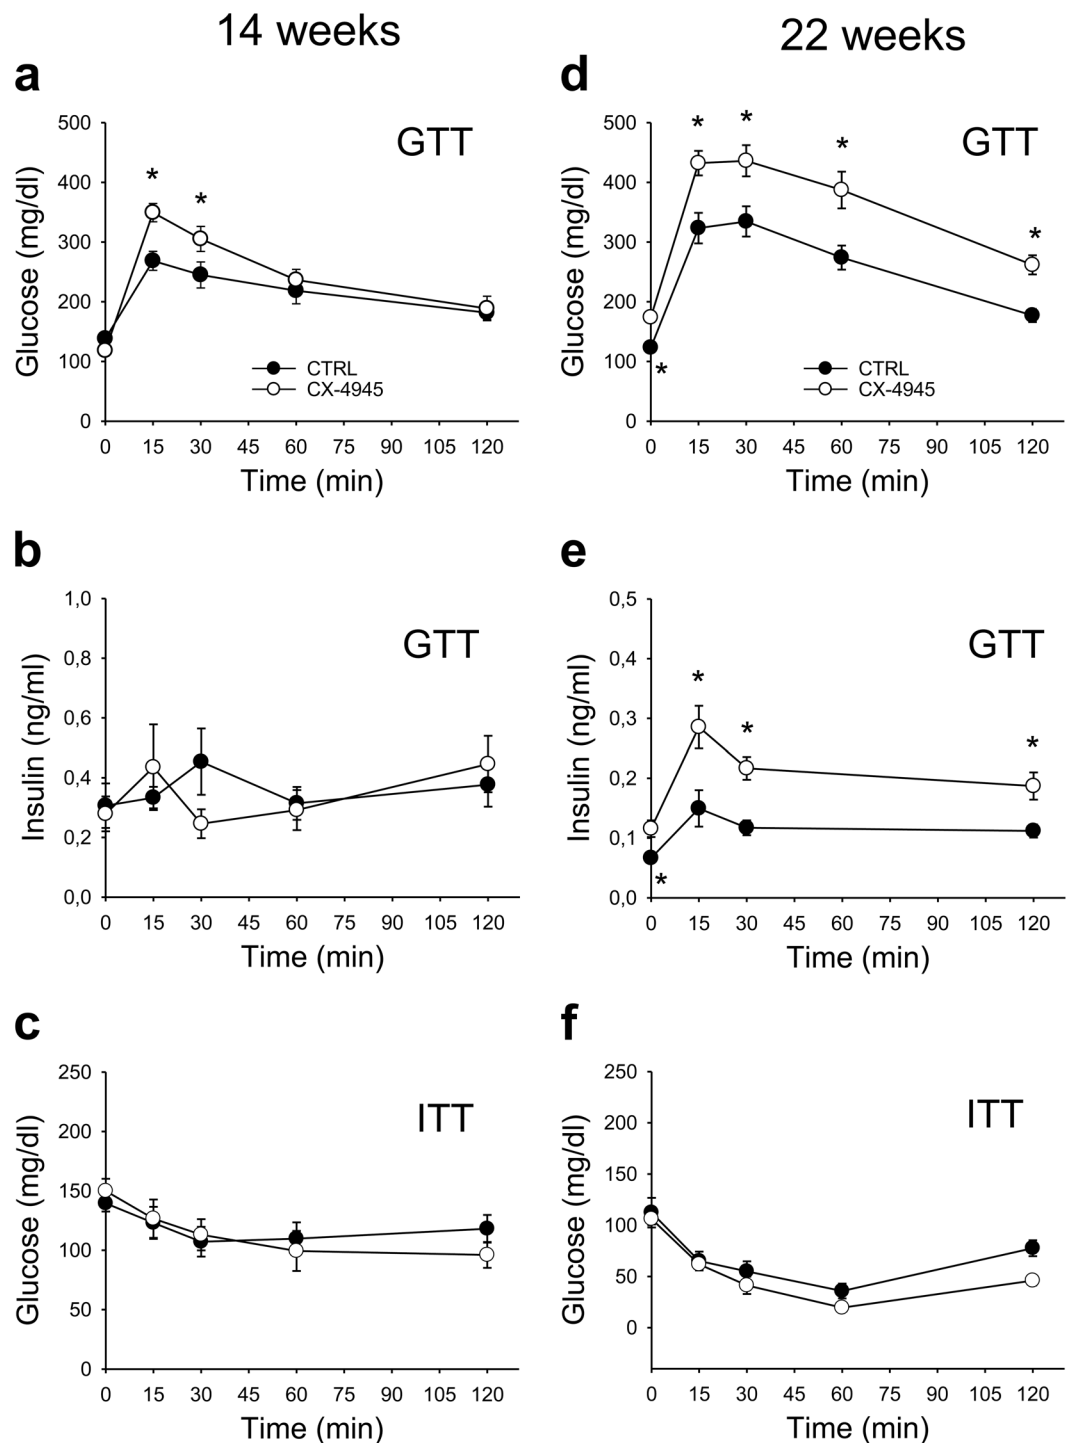 14 weeks
22 weeks
a
GTT
Glucose (mg/dl)
500
400
300
200
100
0
* *
CTRL
CX-4945
0 15 30 45 60 75 90 105 120
Time (min)
d
GTT
Glucose (mg/dl)
500
400
300
200
100
0
* * * * *
CTRL
CX-4945
0 15 30 45 60 75 90 105 120
Time (min)
b
GTT
Insulin (ng/ml)
1,0
0,8
0,6
0,4
0,2
0,0
0 15 30 45 60 75 90 105 120
Time (min)
e
GTT
Insulin (ng/ml)
0,5
0,4
0,3
0,2
0,1
0,0
* * * *
0 15 30 45 60 75 90 105 120
Time (min)
c
ITT
Glucose (mg/dl)
250
200
150
100
50
0
0 15 30 45 60 75 90 105 120
Time (min)
f
ITT
Glucose (mg/dl)
250
200
150
100
50
0
0 15 30 45 60 75 90 105 120
Time (min)